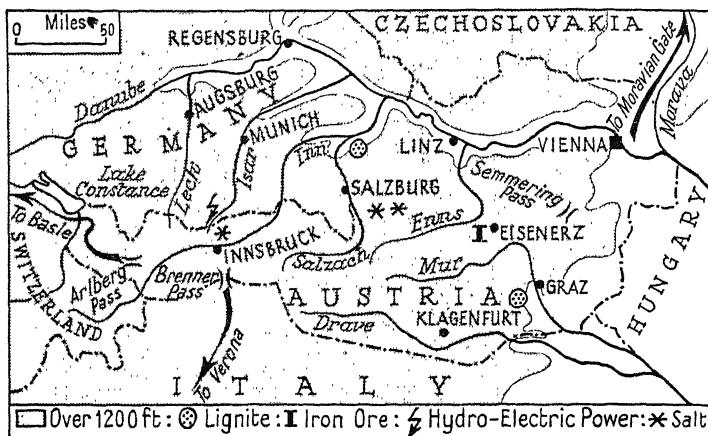 0 Miles 50
CZECHOSLOVAKIA
REGENSBURG
To Moravian Gate
Morava
Danube
AUGSBURG
GERMANY
MUNICH
Lech
Isar
Inn
LINZ
VIENNA
Lake
Constance
SALZBURG
Semmering
Pass
To Basle
Enns
EISENERZ
SWITZERLAND
INNSBRUCK
Salzach
Arlberg
Pass
Brenner
Pass
Mur
AUSTRIA
GRAZ
HUNGARY
Drave
KLAGENFURT
To Verona
ITALY
Over 1200 ft: Lignite: Iron Ore: Hydro-Electric Power: Salt